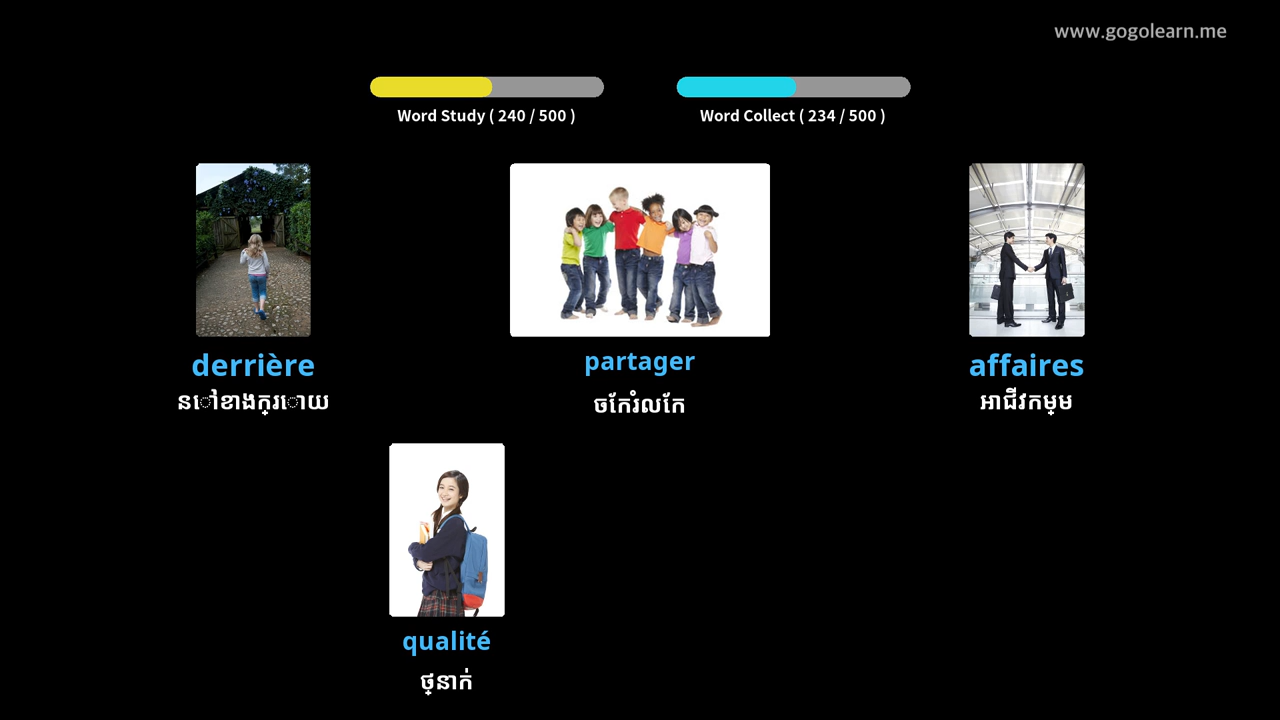 www.gogolearn.me
Word Study ( 240 / 500 )
Word Collect ( 234 / 500 )
derrière
partager
affaires
នៅខាងក្រោយ
ចែករំលែក
អាជីវកម្ម
qualité
ថ្នាក់